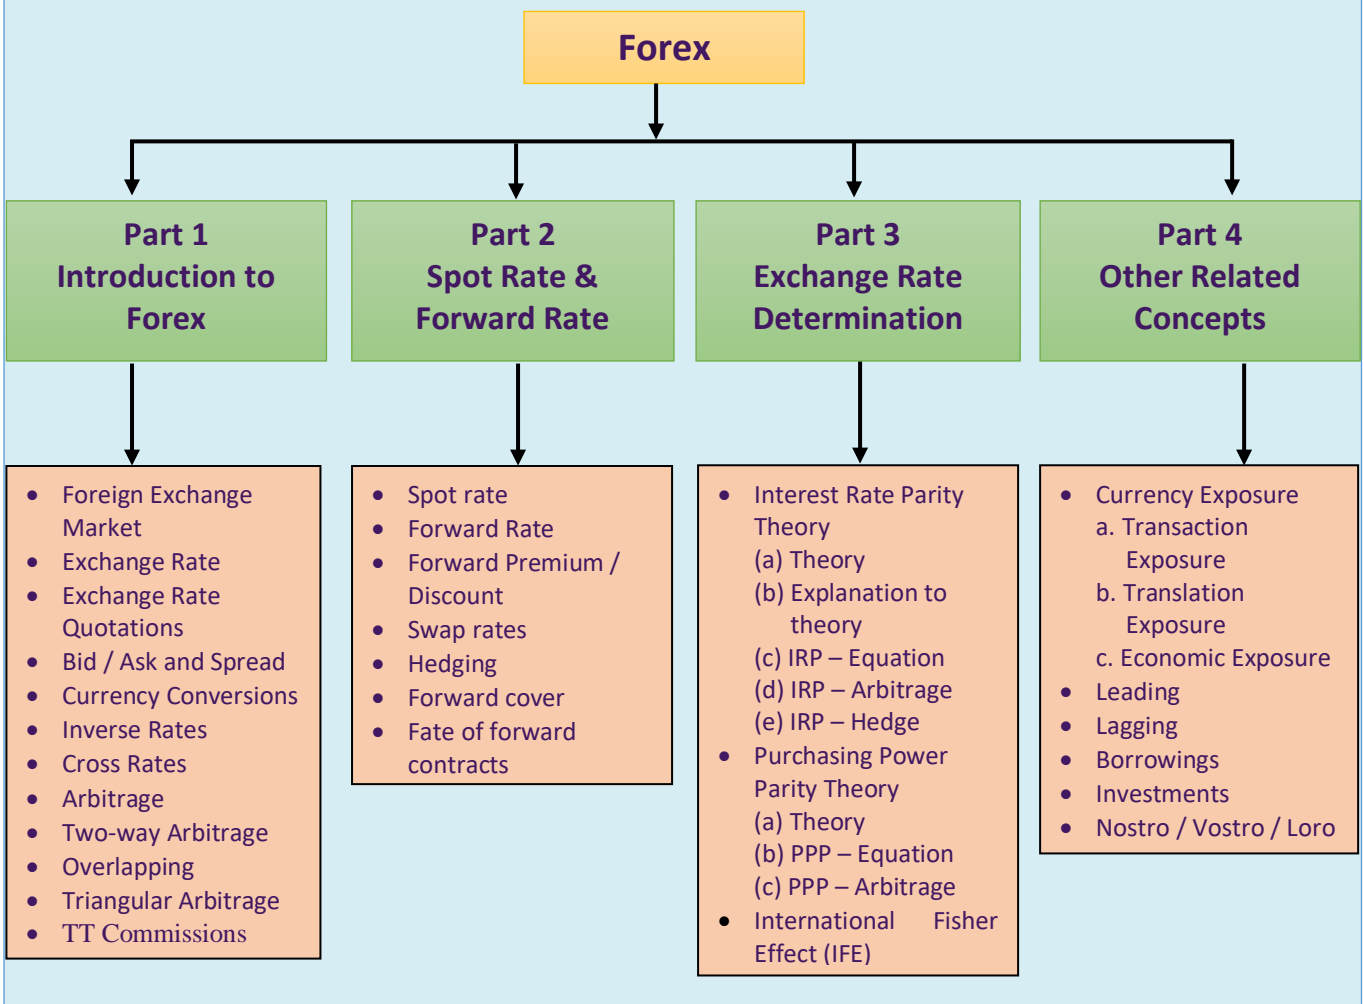 Forex
Part 1
Introduction to
Forex
Part 2
Spot Rate &
Forward Rate
Part 3
Exchange Rate
Determination
Part 4
Other Related
Concepts
• Foreign Exchange
Market
• Exchange Rate
• Exchange Rate
Quotations
• Bid / Ask and Spread
• Currency Conversions
• Inverse Rates
• Cross Rates
• Arbitrage
• Two-way Arbitrage
• Overlapping
• Triangular Arbitrage
• TT Commissions
• Spot rate
• Forward Rate
• Forward Premium /
Discount
• Swap rates
• Hedging
• Forward cover
• Fate of forward
contracts
• Interest Rate Parity
Theory
(a) Theory
(b) Explanation to
theory
(c) IRP – Equation
(d) IRP – Arbitrage
(e) IRP – Hedge
• Purchasing Power
Parity Theory
(a) Theory
(b) PPP – Equation
(c) PPP – Arbitrage
• International Fisher
Effect (IFE)
• Currency Exposure
a. Transaction
Exposure
b. Translation
Exposure
c. Economic Exposure
• Leading
• Lagging
• Borrowings
• Investments
• Nostro / Vostro / Loro